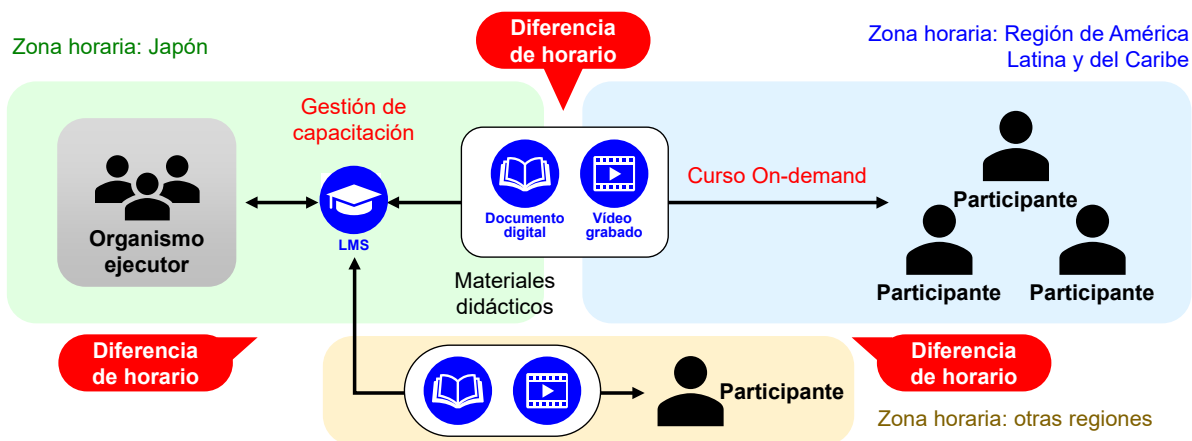 Zona horaria: Japón
Diferencia
de horario
Zona horaria: Región de América
Latina y del Caribe
Gestión de
capacitación
Organismo
ejecutor
LMS
Documento
digital
Vídeo
grabado
Materiales
didácticos
Curso On-demand
Participante
Participante
Participante
Diferencia
de horario
Participante
Diferencia
de horario
Zona horaria: otras regiones